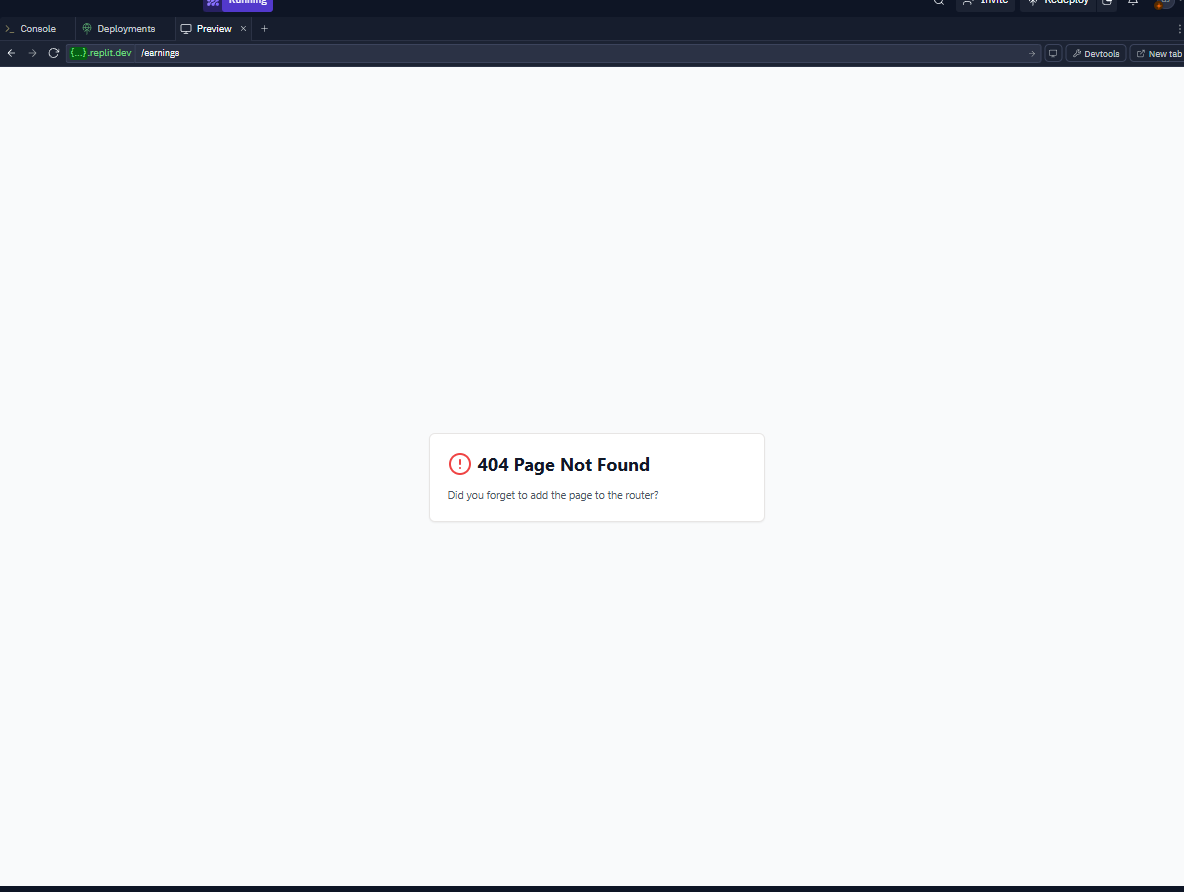 Running
Invite
Redeploy
Console
Deployments
Preview
{...}.replit.dev
/earnings
Devtools
New tab
404 Page Not Found
Did you forget to add the page to the router?